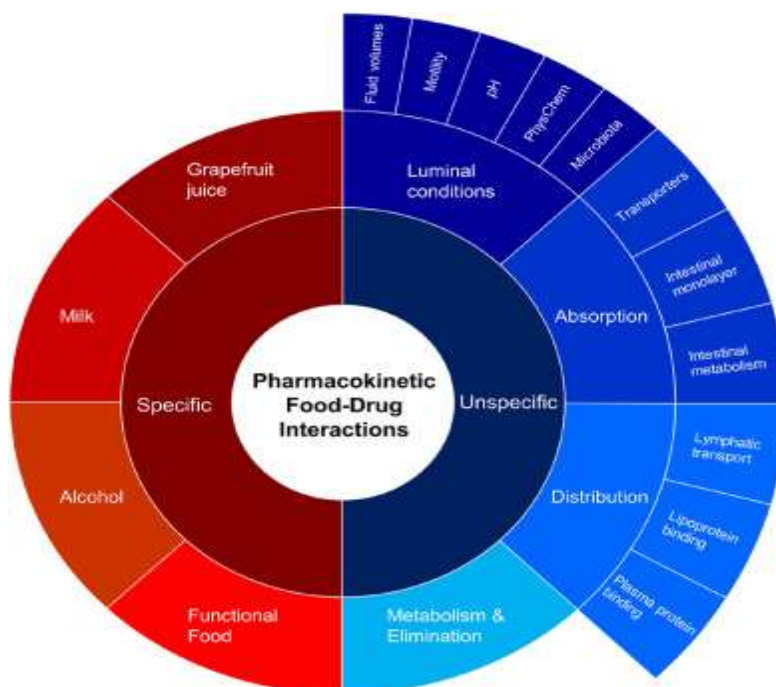 Fluid volumes
Motility
pH
PhysChem
Microbiota
Grapefruit
juice
Luminal
conditions
Transporters
Intestinal
monolayer
Intestinal
metabolism
Milk
Absorption
Specific
Pharmacokinetic
Food-Drug
Interactions
Unspecific
Alcohol
Distribution
Lymphatic
transport
Lipoprotein
binding
Plasma protein
binding
Functional
Food
Metabolism &
Elimination